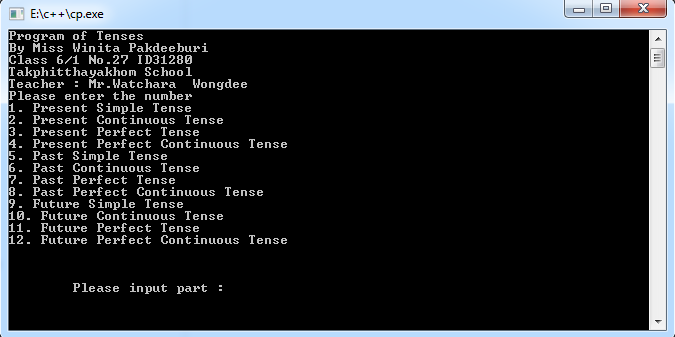 E:\c++\cp.exe
Program of Tenses
By Miss Winita Pakdeeburi
Class 6/1 No.27 ID31280
Takphitthayakhom School
Teacher : Mr.Watchara  Wongdee
Please enter the number
1. Present Simple Tense
2. Present Continuous Tense
3. Present Perfect Tense
4. Present Perfect Continuous Tense
5. Past Simple Tense
6. Past Continuous Tense
7. Past Perfect Tense
8. Past Perfect Continuous Tense
9. Future Simple Tense
10. Future Continuous Tense
11. Future Perfect Tense
12. Future Perfect Continuous Tense
Please input part :